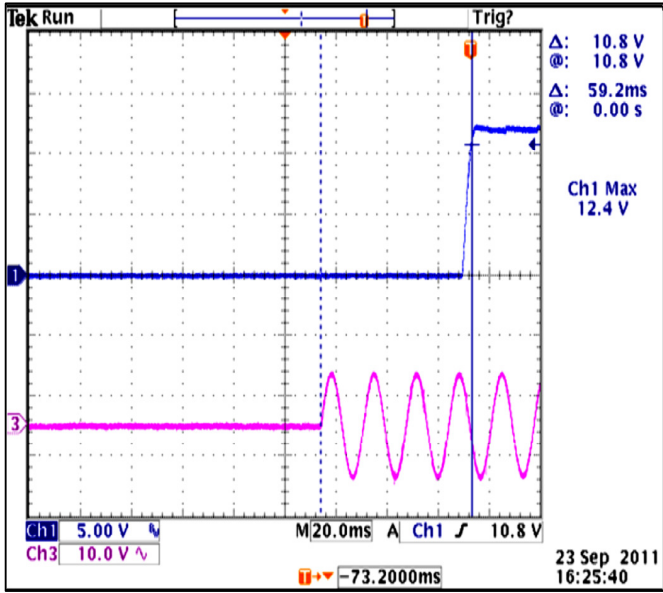 Tek Run Trig?
T
T
Δ: 10.8 V
@: 10.8 V
Δ: 59.2ms
@: 0.00 s
Ch1 Max
12.4 V
1
3
Ch1 5.00 V M 20.0ms A Ch1 10.8 V
Ch3 10.0 V
T → ▼ −73.2000ms
23 Sep 2011
16:25:40